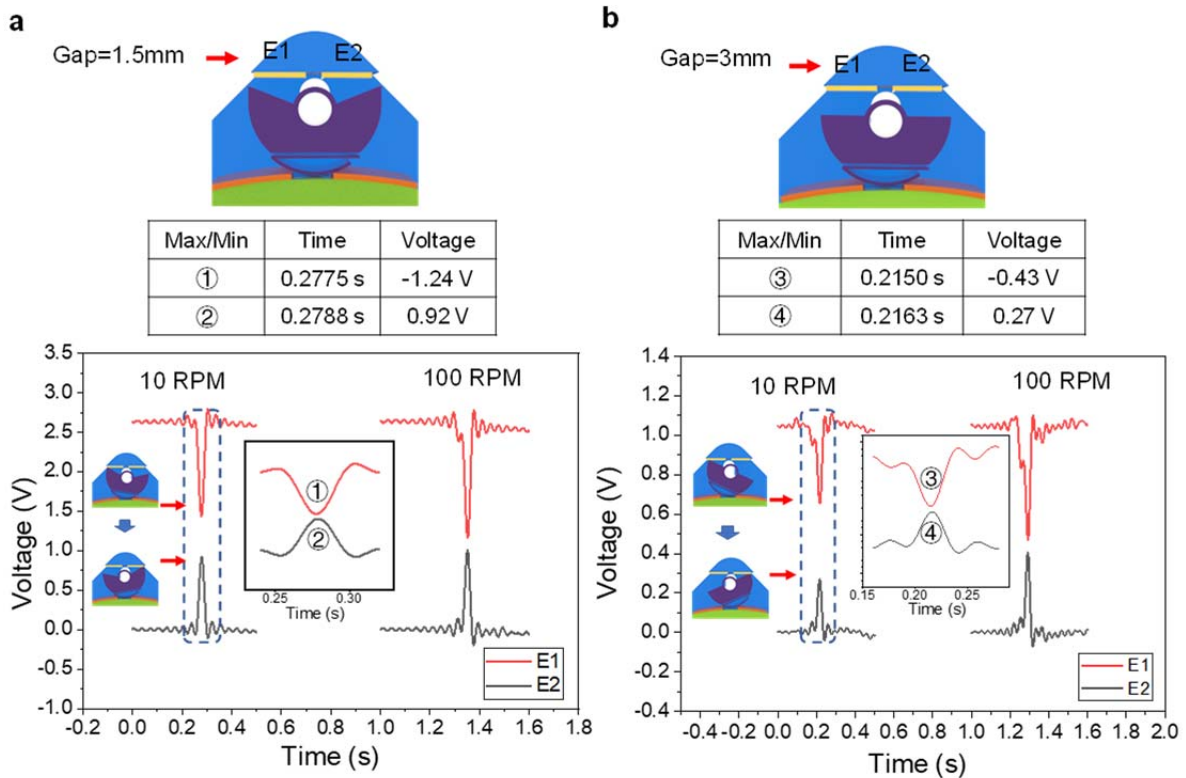 a
Gap=1.5mm
E1
E2
Max/Min Time Voltage
① 0.2775 s -1.24 V
② 0.2788 s 0.92 V
3.5
3.0
2.5
2.0
1.5
1.0
0.5
0.0
-0.5
-1.0
Voltage (V)
10 RPM
100 RPM
①
②
0.25 0.30
Time (s)
E1
E2
-0.2 0.0 0.2 0.4 0.6 0.8 1.0 1.2 1.4 1.6 1.8
Time (s)
b
Gap=3mm
E1
E2
Max/Min Time Voltage
③ 0.2150 s -0.43 V
④ 0.2163 s 0.27 V
1.4
1.2
1.0
0.8
0.6
0.4
0.2
0.0
-0.2
-0.4
Voltage (V)
10 RPM
100 RPM
③
④
0.15 0.20 0.25
Time (s)
E1
E2
-0.4 -0.2 0.0 0.2 0.4 0.6 0.8 1.0 1.2 1.4 1.6 1.8 2.0
Time (s)